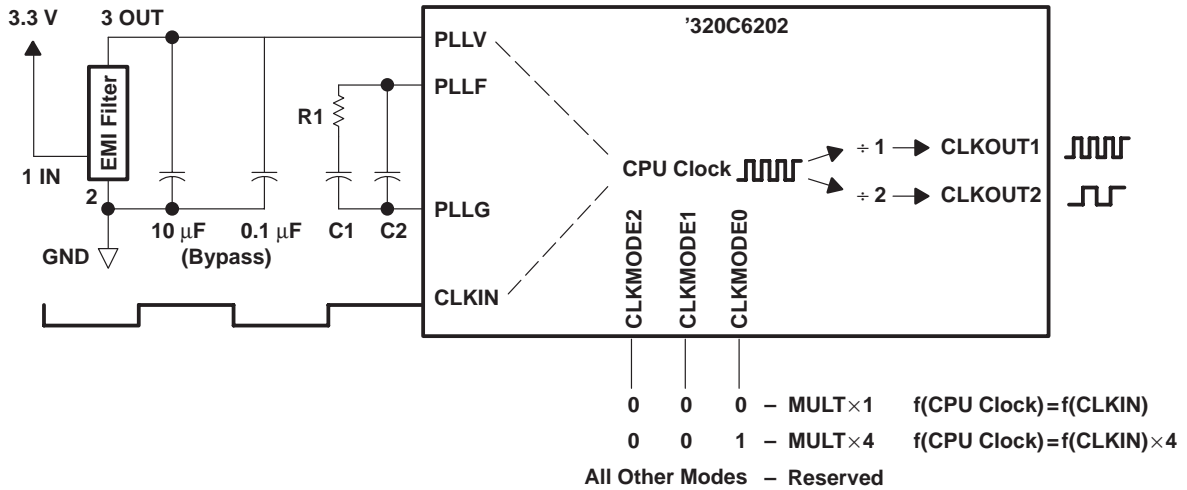 3.3 V
3 OUT
'320C6202
PLLV
PLLF
R1
EMI Filter
1 IN
2
CPU Clock
÷ 1
CLKOUT1
÷ 2
CLKOUT2
PLLG
10 μF
0.1 μF
C1
C2
(Bypass)
GND
CLKIN
CLKMODE2
CLKMODE1
CLKMODE0
0 0 0 – MULT×1 f(CPU Clock)=f(CLKIN)
0 0 1 – MULT×4 f(CPU Clock)=f(CLKIN)×4
All Other Modes – Reserved